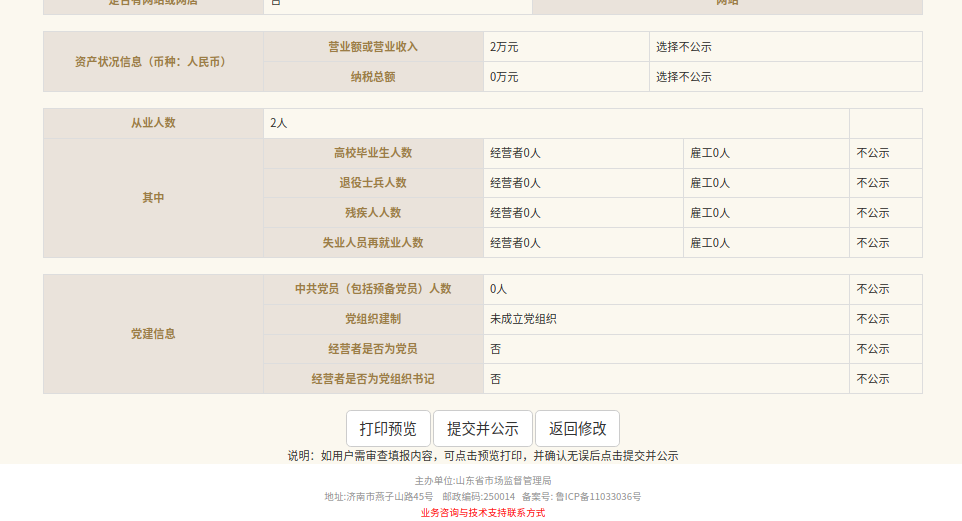 是否有网站或网店 否 网站
资产状况信息（币种：人民币） 营业额或营业收入 2万元 选择不公示
纳税总额 0万元 选择不公示
从业人数 2人
其中 高校毕业生人数 经营者0人 雇工0人 不公示
退役士兵人数 经营者0人 雇工0人 不公示
残疾人人数 经营者0人 雇工0人 不公示
失业人员再就业人数 经营者0人 雇工0人 不公示
党建信息 中共党员（包括预备党员）人数 0人 不公示
党组织建制 未成立党组织 不公示
经营者是否为党员 否 不公示
经营者是否为党组织书记 否 不公示
打印预览 提交并公示 返回修改
说明：如用户需审查填报内容，可点击预览打印，并确认无误后点击提交并公示
主办单位:山东省市场监督管理局
地址:济南市燕子山路45号 邮政编码:250014 备案号: 鲁ICP备11033036号
业务咨询与技术支持联系方式